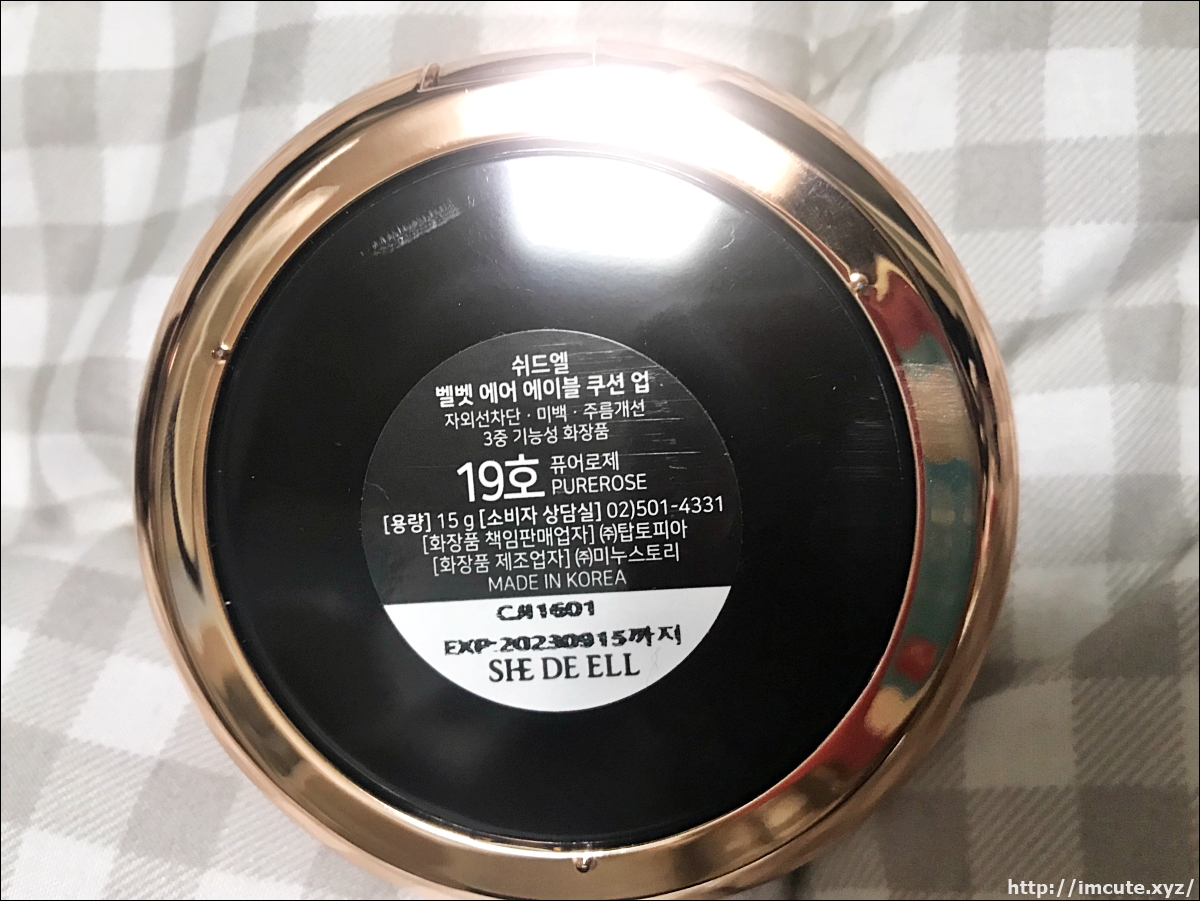 쉬드엘
벨벳 에어 에이블 쿠션 업
자외선차단 · 미백 · 주름개선
3중 기능성 화장품
19호 퓨어로제
PUREROSE
[용량] 15 g [소비자 상담실] 02)501-4331
[화장품 책임판매업자] ㈜탑토피아
[화장품 제조업자] ㈜미누스토리
MADE IN KOREA
EXP.20230915까지
SHE DE ELL
http://imcute.xyz/